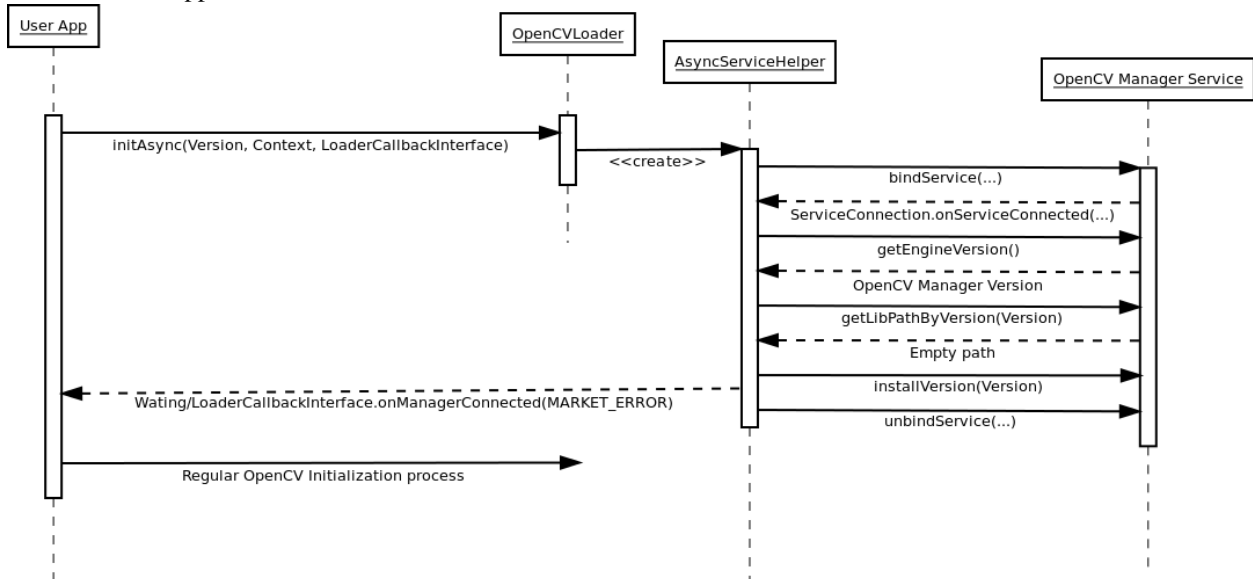 User App
OpenCVLoader
AsyncServiceHelper
OpenCV Manager Service
initAsync(Version, Context, LoaderCallbackInterface)
<<create>>
bindService(...)
ServiceConnection.onServiceConnected(...)
getEngineVersion()
OpenCV Manager Version
getLibPathByVersion(Version)
Empty path
installVersion(Version)
Wating/LoaderCallbackInterface.onManagerConnected(MARKET_ERROR)
unbindService(...)
Regular OpenCV Initialization process